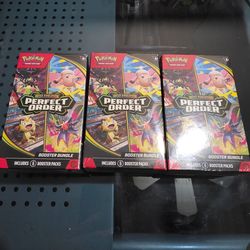 POKÉMON
PERFECT
ORDER
BOOSTER BUNDLE
INCLUDES 6 BOOSTER PACKS
POKÉMON
PERFECT
ORDER
BOOSTER BUNDLE
INCLUDES 6 BOOSTER PACKS
POKÉMON
PERFECT
ORDER
BOOSTER BUNDLE
INCLUDES 6 BOOSTER PACKS